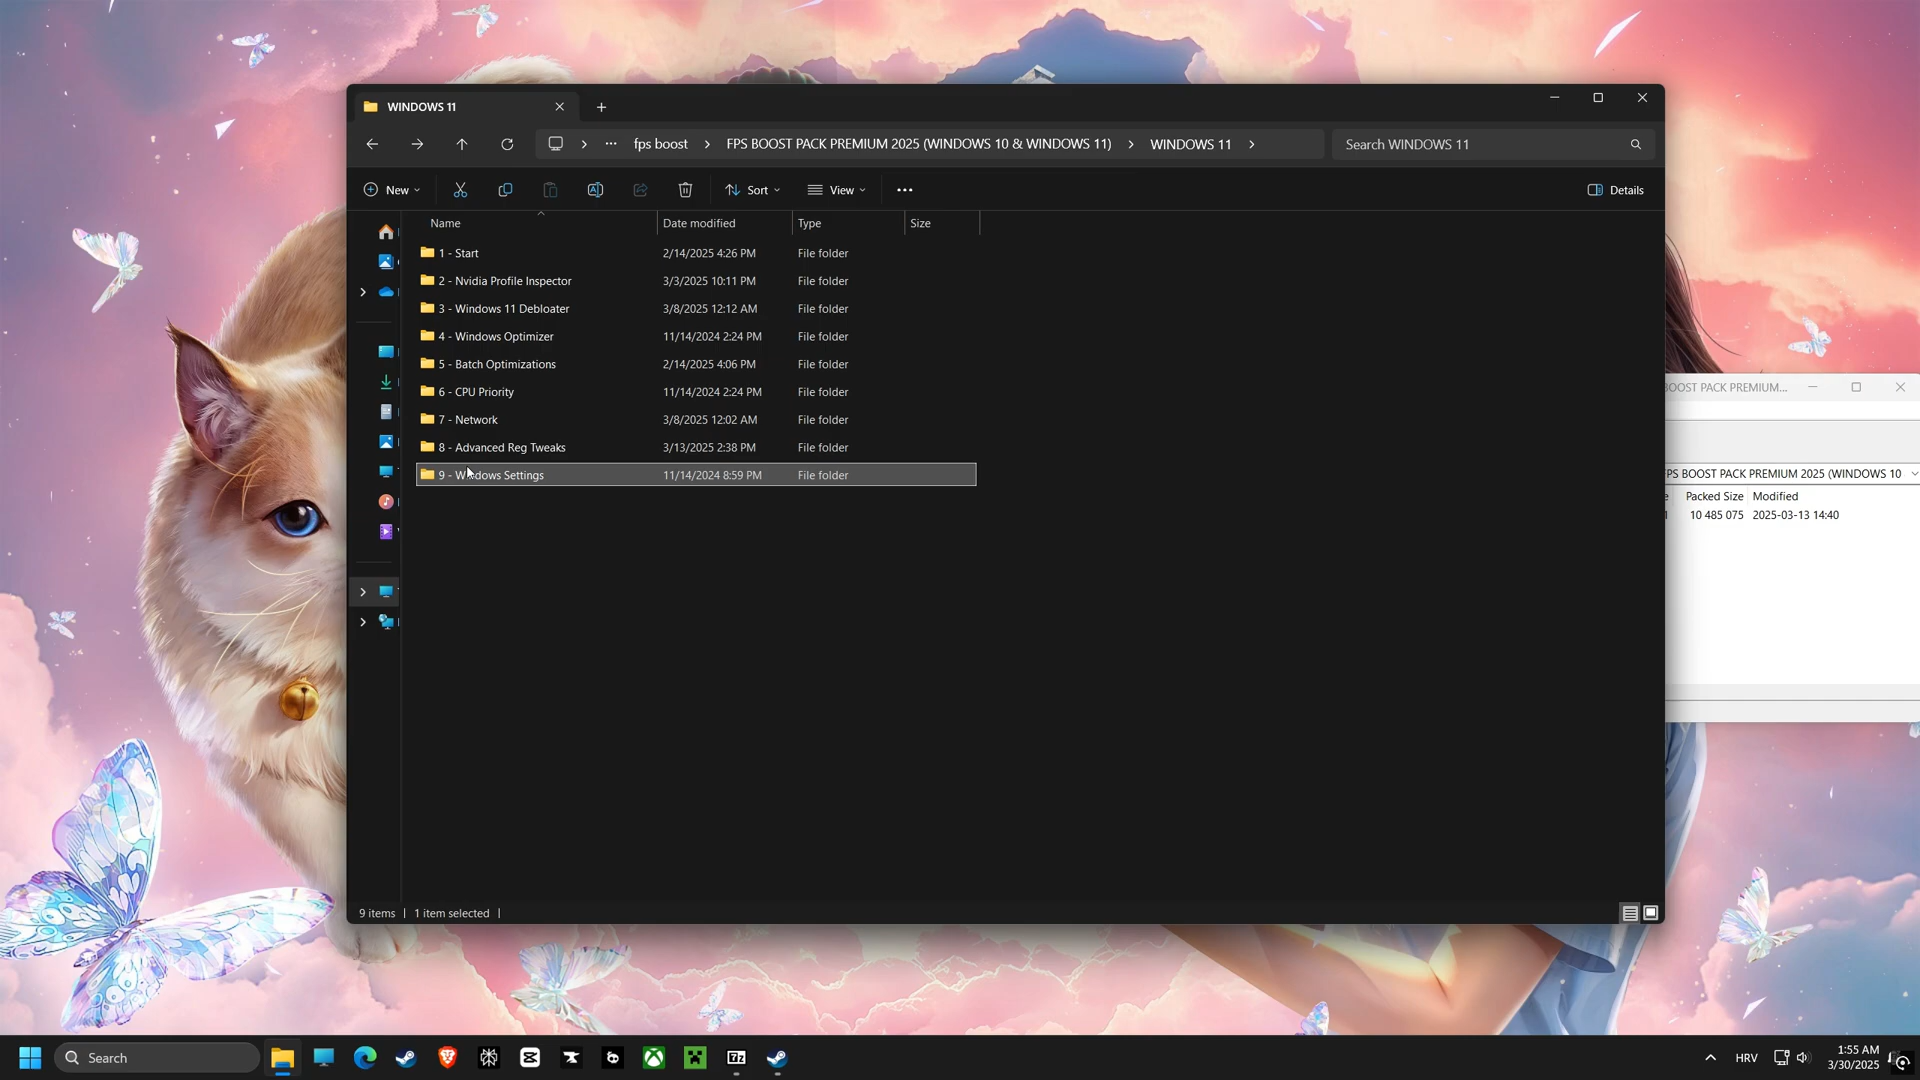 WINDOWS 11
fps boost
FPS BOOST PACK PREMIUM 2025 (WINDOWS 10 & WINDOWS 11)
WINDOWS 11
Search WINDOWS 11
New
Sort
View
Details
Name
Date modified
Type
Size
1 - Start 2/14/2025 4:26 PM File folder
2 - Nvidia Profile Inspector 3/3/2025 10:11 PM File folder
3 - Windows 11 Debloater 3/8/2025 12:12 AM File folder
4 - Windows Optimizer 11/14/2024 2:24 PM File folder
5 - Batch Optimizations 2/14/2025 4:06 PM File folder
6 - CPU Priority 11/14/2024 2:24 PM File folder
7 - Network 3/8/2025 12:02 AM File folder
8 - Advanced Reg Tweaks 3/13/2025 2:38 PM File folder
9 - Windows Settings 11/14/2024 8:59 PM File folder
BOOST PACK PREMIUM...
FPS BOOST PACK PREMIUM 2025 (WINDOWS 10
Packed Size Modified
10 485 075 2025-03-13 14:40
9 items
1 item selected
Search
7z
HRV
1:55 AM
3/30/2025